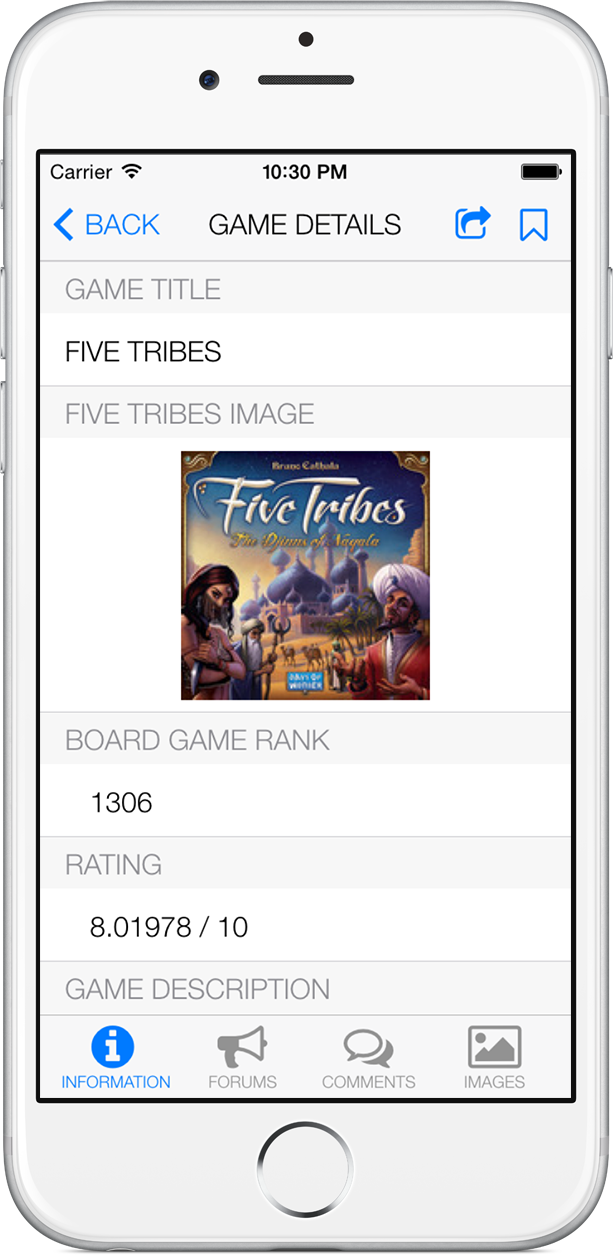 Carrier
10:30 PM
BACK
GAME DETAILS
GAME TITLE
FIVE TRIBES
FIVE TRIBES IMAGE
Bruno Cathala
Five Tribes
The Djinns of Naqala
DAYS OF
WONDER
BOARD GAME RANK
1306
RATING
8.01978 / 10
GAME DESCRIPTION
INFORMATION
FORUMS
COMMENTS
IMAGES